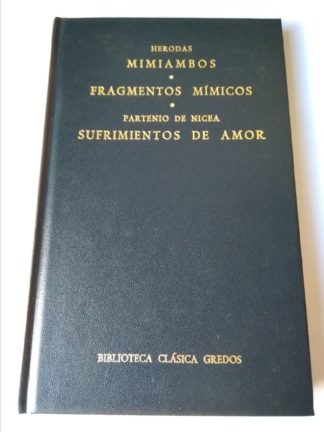 HERODAS
MIMIAMBOS
•
FRAGMENTOS MÍMICOS
•
PARTENIO DE NICEA
SUFRIMIENTOS DE AMOR
BIBLIOTECA CLÁSICA GREDOS